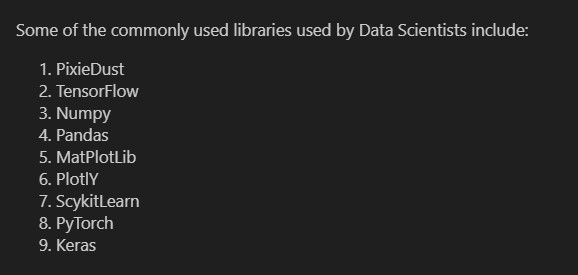 Some of the commonly used libraries used by Data Scientists include:
1. PixieDust
2. TensorFlow
3. Numpy
4. Pandas
5. MatPlotLib
6. PlotlY
7. ScykitLearn
8. PyTorch
9. Keras